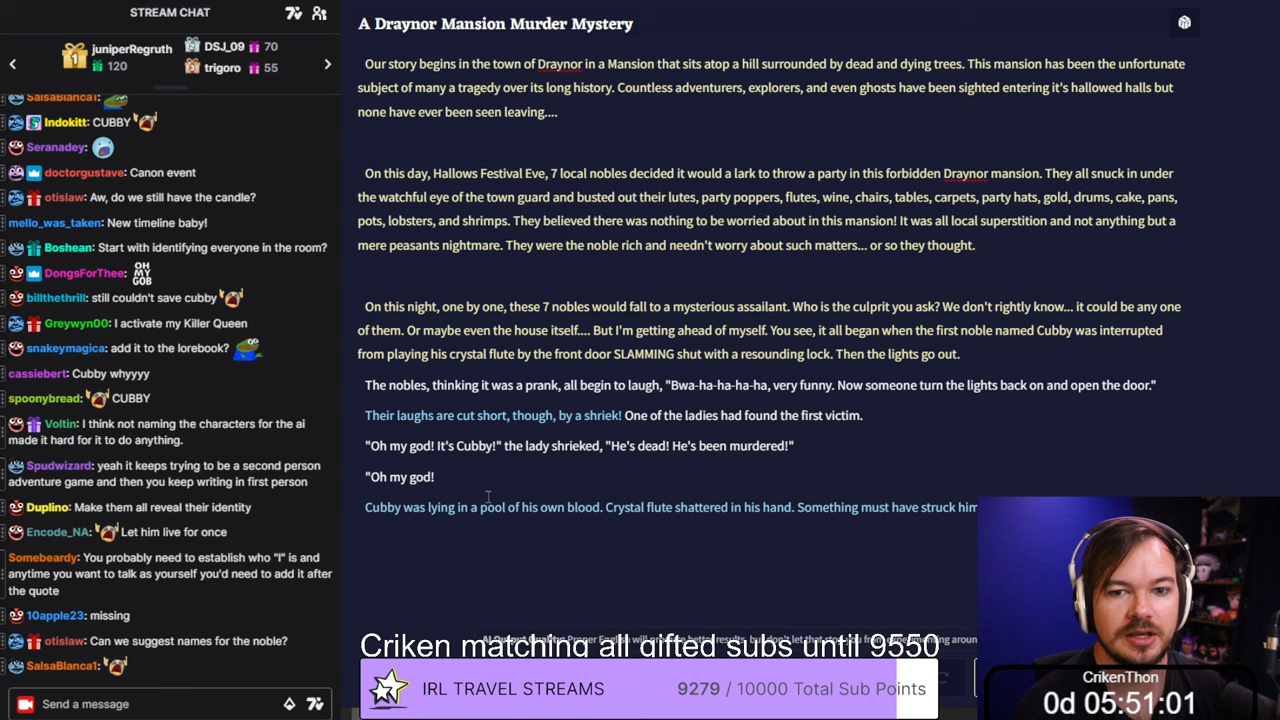 STREAM CHAT
juniperRegruth
120
DSJ_09 70
trigoro 55
SalsaBlanca1:
Indokitt: CUBBY
Seranadey:
doctorgustave: Canon event
otislaw: Aw, do we still have the candle?
mello_was_taken: New timeline baby!
Boshean: Start with identifying everyone in the room?
DongsForThee: OH MY GOB
billthethrill: still couldn't save cubby
Greywyn00: I activate my Killer Queen
snakeymagica: add it to the lorebook?
cassiebert: Cubby whyyyy
spoonybread: CUBBY
Voltin: I think not naming the characters for the ai
made it hard for it to do anything.
Spudwizard: yeah it keeps trying to be a second person
adventure game and then you keep writing in first person
Duplino: Make them all reveal their identity
Encode_NA: Let him live for once
Somebeardy: You probably need to establish who "I" is and
anytime you want to talk as yourself you'd need to add it after
the quote
10apple23: missing
otislaw: Can we suggest names for the noble?
SalsaBlanca1:
Send a message
A Draynor Mansion Murder Mystery
Our story begins in the town of Draynor in a Mansion that sits atop a hill surrounded by dead and dying trees. This mansion has been the unfortunate
subject of many a tragedy over its long history. Countless adventurers, explorers, and even ghosts have been sighted entering it's hallowed halls but
none have ever been seen leaving....
On this day, Hallows Festival Eve, 7 local nobles decided it would a lark to throw a party in this forbidden Draynor mansion. They all snuck in under
the watchful eye of the town guard and busted out their lutes, party poppers, flutes, wine, chairs, tables, carpets, party hats, gold, drums, cake, pans,
pots, lobsters, and shrimps. They believed there was nothing to be worried about in this mansion! It was all local superstition and not anything but a
mere peasants nightmare. They were the noble rich and needn't worry about such matters... or so they thought.
On this night, one by one, these 7 nobles would fall to a mysterious assailant. Who is the culprit you ask? We don't rightly know... it could be any one
of them. Or maybe even the house itself.... But I'm getting ahead of myself. You see, it all began when the first noble named Cubby was interrupted
from playing his crystal flute by the front door SLAMMING shut with a resounding lock. Then the lights go out.
The nobles, thinking it was a prank, all begin to laugh, "Bwa-ha-ha-ha-ha, very funny. Now someone turn the lights back on and open the door."
Their laughs are cut short, though, by a shriek! One of the ladies had found the first victim.
"Oh my god! It's Cubby!" the lady shrieked, "He's dead! He's been murdered!"
"Oh my god!
Cubby was lying in a pool of his own blood. Crystal flute shattered in his hand. Something must have struck him
Criken matching all gifted subs until 9550
IRL TRAVEL STREAMS 9279 / 10000 Total Sub Points
CrikenThon
0d 05:51:01